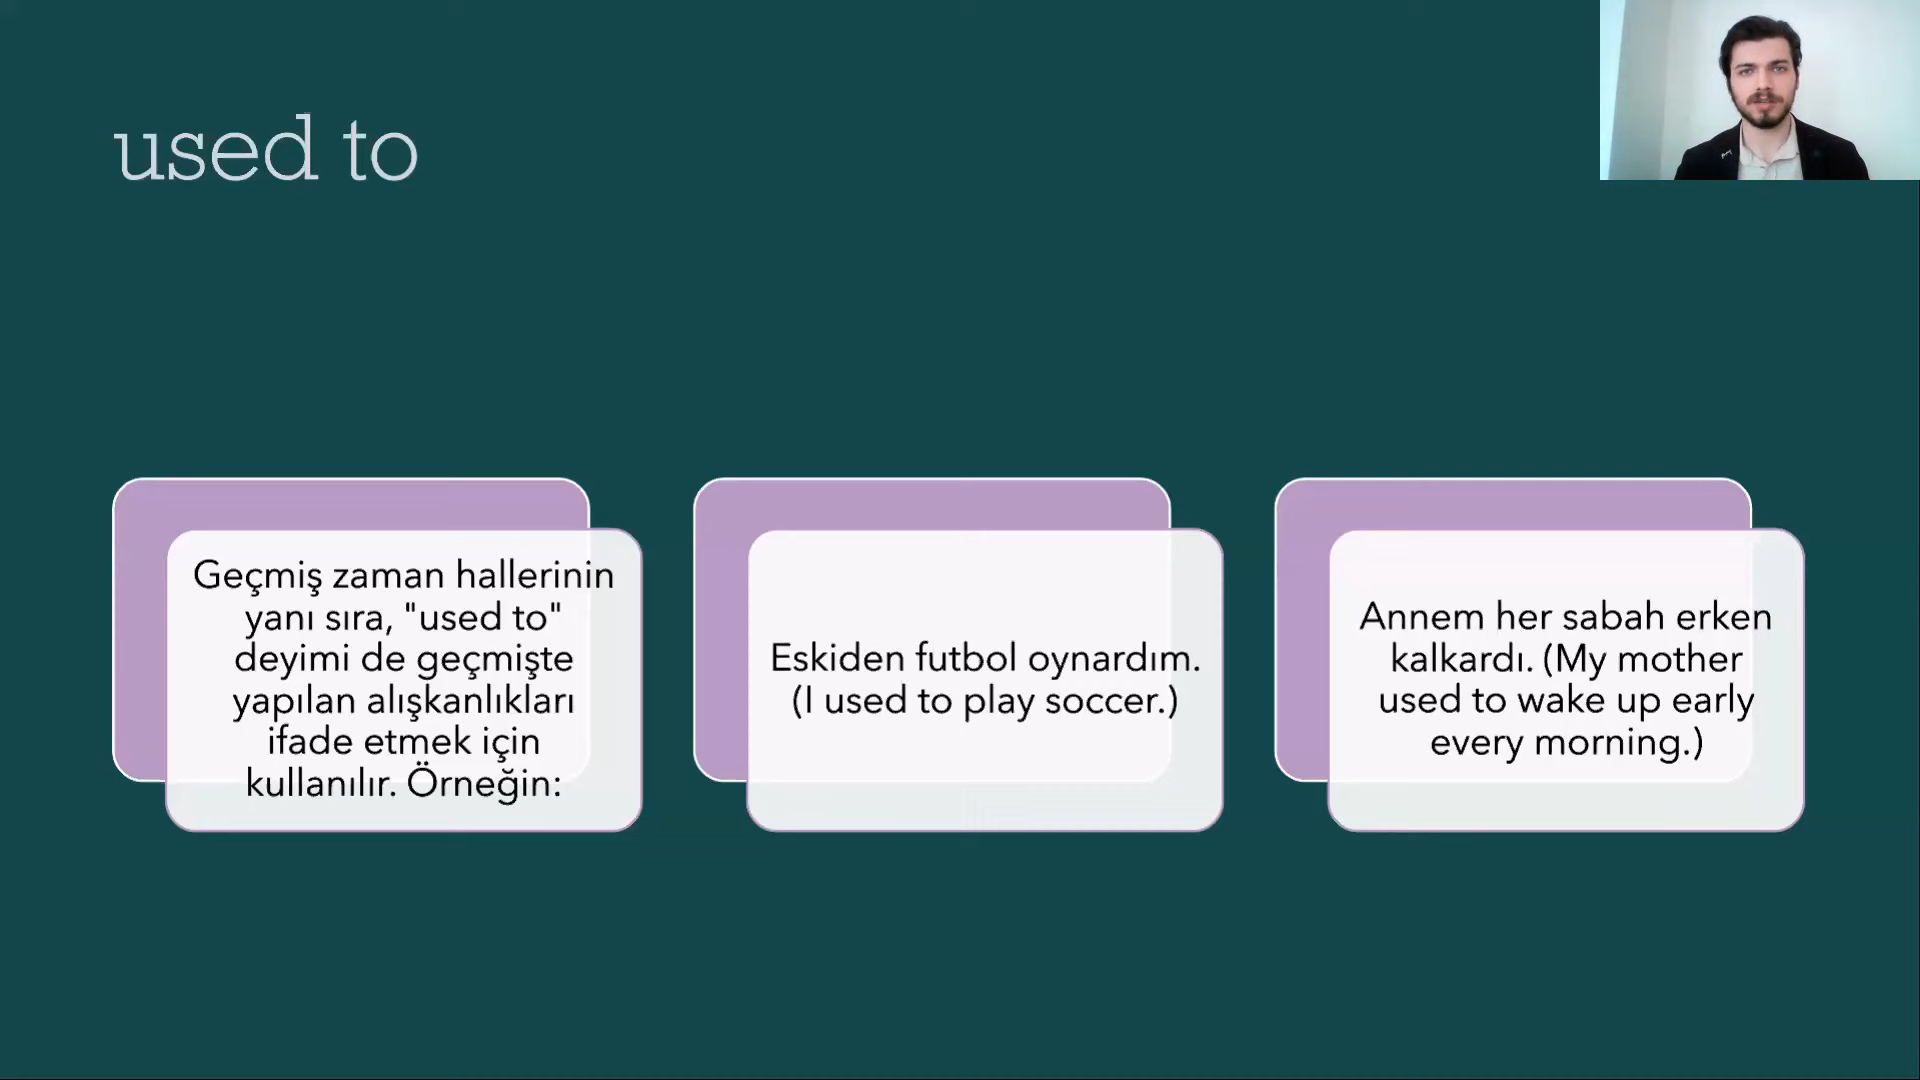 used to
Geçmiş zaman hallerinin
yanı sıra, "used to"
deyimi de geçmişte
yapılan alışkanlıkları
ifade etmek için
kullanılır. Örneğin:
Eskiden futbol oynardım.
(I used to play soccer.)
Annem her sabah erken
kalkardı. (My mother
used to wake up early
every morning.)